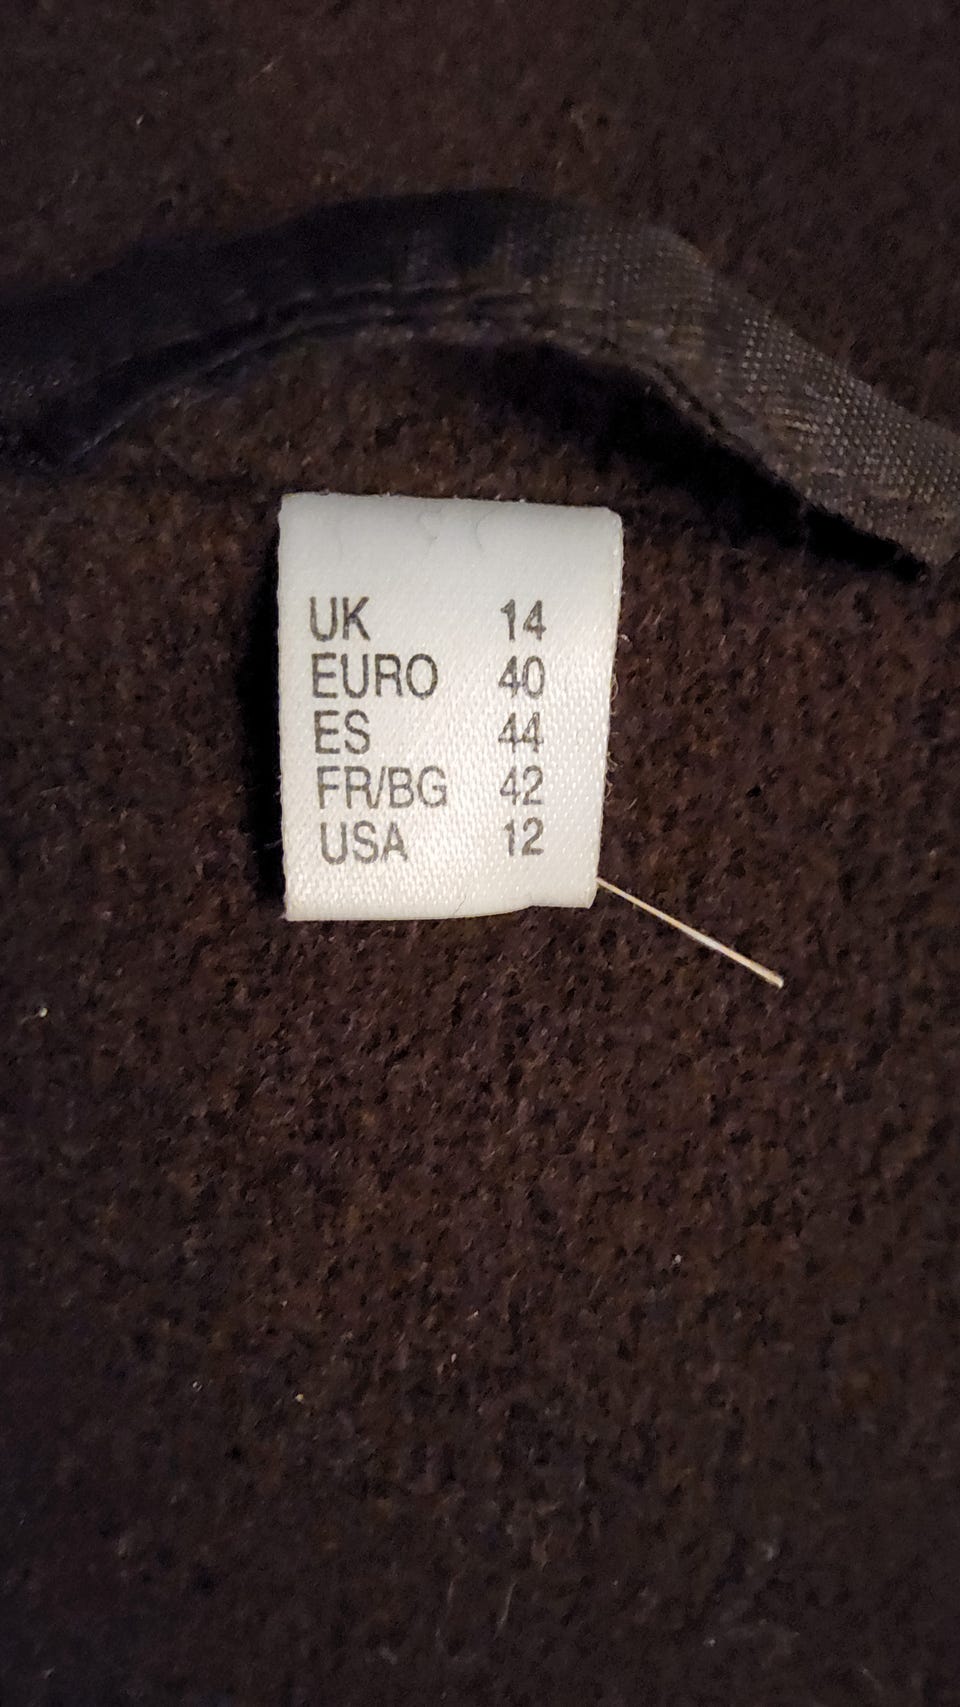 UK 14
EURO 40
ES 44
FR/BG 42
USA 12